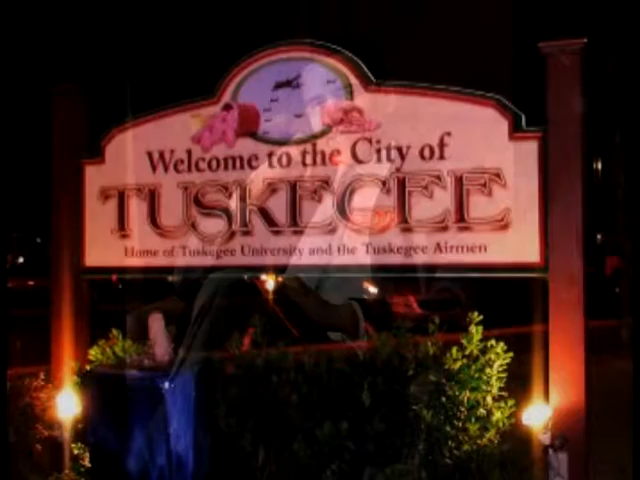 Welcome to the City of
TUSKEGEE
Home of Tuskegee University and the Tuskegee Airmen